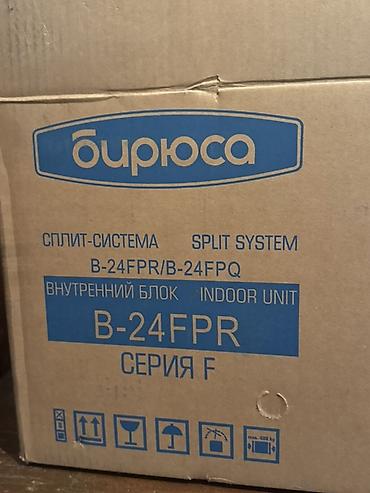 бирюса
СПЛИТ-СИСТЕМА SPLIT SYSTEM
B-24FPR/B-24FPQ
ВНУТРЕННИЙ БЛОК INDOOR UNIT
B-24FPR
СЕРИЯ F